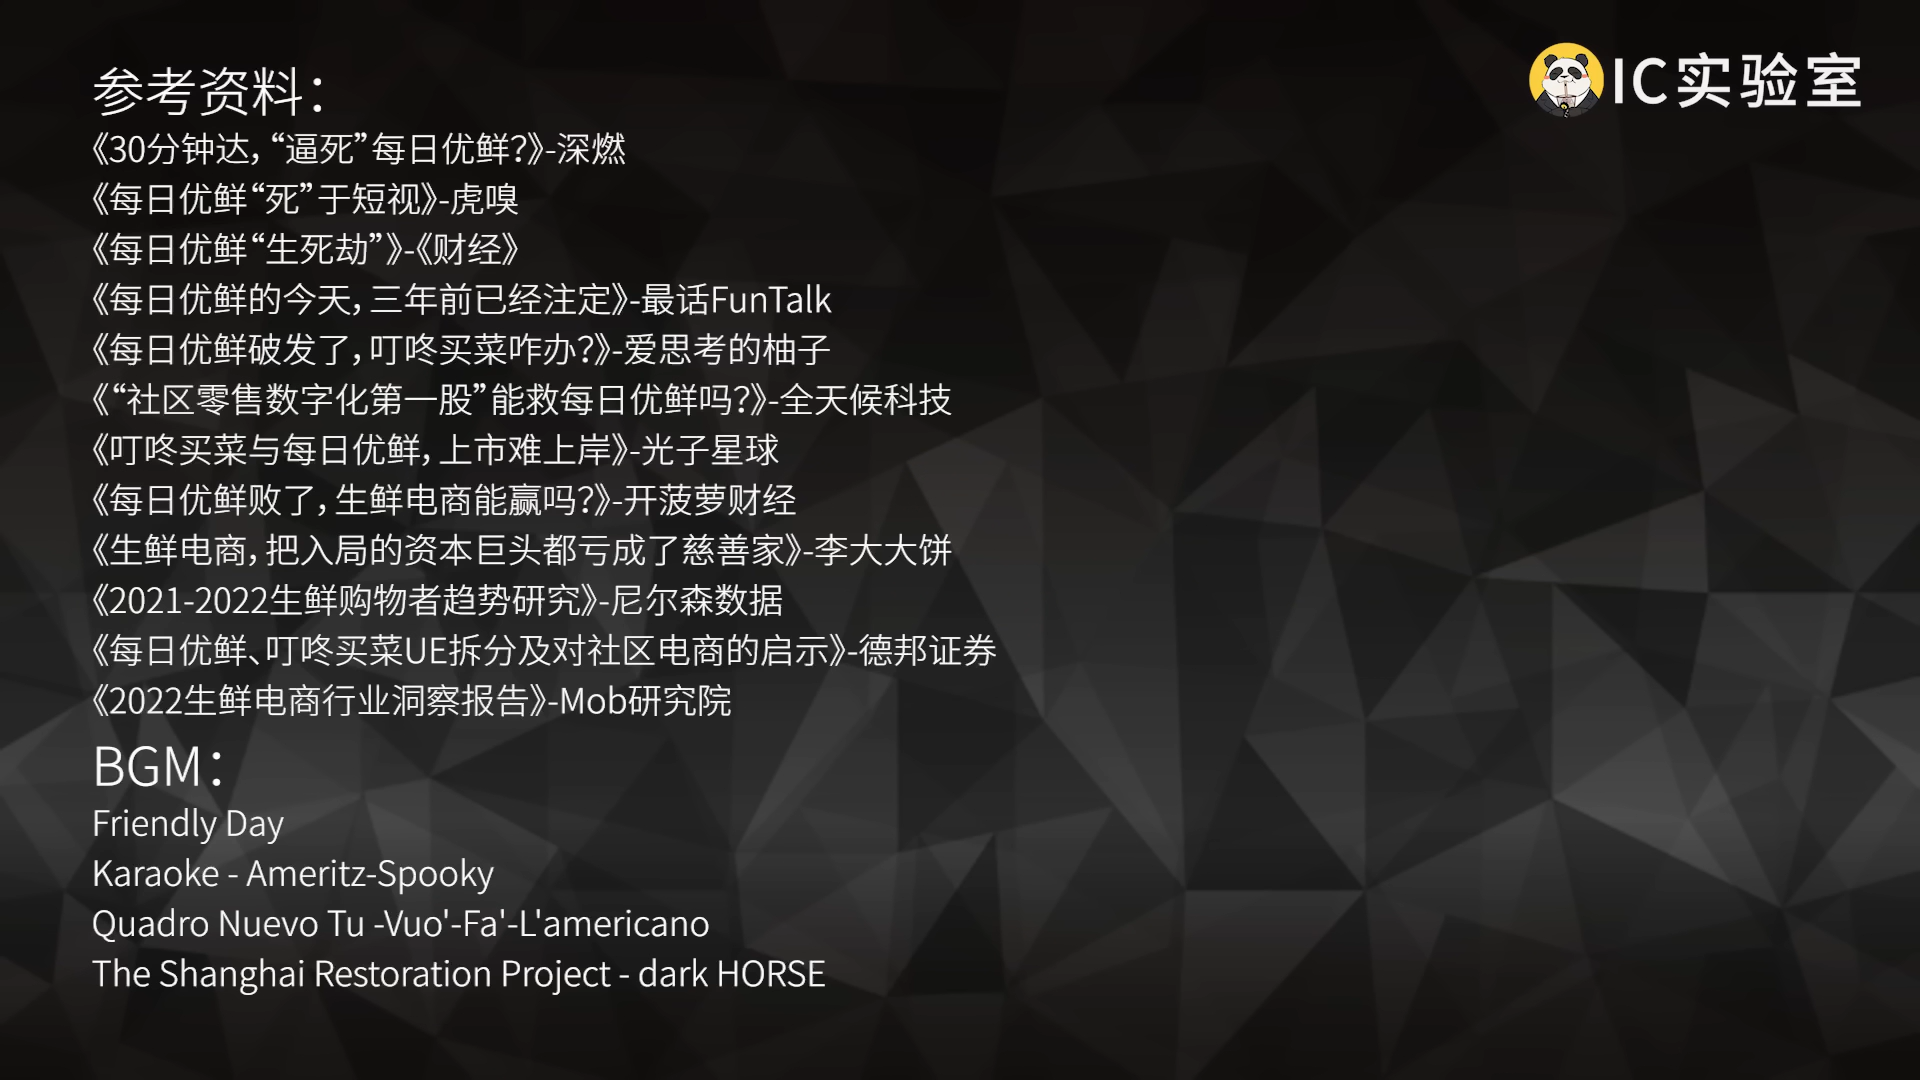 IC实验室
参考资料：
《30分钟达，“逼死”每日优鲜？》-深燃
《每日优鲜“死”于短视》-虎嗅
《每日优鲜“生死劫”》-《财经》
《每日优鲜的今天，三年前已经注定》-最话FunTalk
《每日优鲜破发了，叮咚买菜咋办？》-爱思考的柚子
《“社区零售数字化第一股”能救每日优鲜吗？》-全天候科技
《叮咚买菜与每日优鲜，上市难上岸》-光子星球
《每日优鲜败了，生鲜电商能赢吗？》-开菠萝财经
《生鲜电商，把入局的资本巨头都亏成了慈善家》-李大大饼
《2021-2022生鲜购物者趋势研究》-尼尔森数据
《每日优鲜、叮咚买菜UE拆分及对社区电商的启示》-德邦证券
《2022生鲜电商行业洞察报告》-Mob研究院
BGM：
Friendly Day
Karaoke - Ameritz-Spooky
Quadro Nuevo Tu -Vuo'-Fa'-L'americano
The Shanghai Restoration Project - dark HORSE